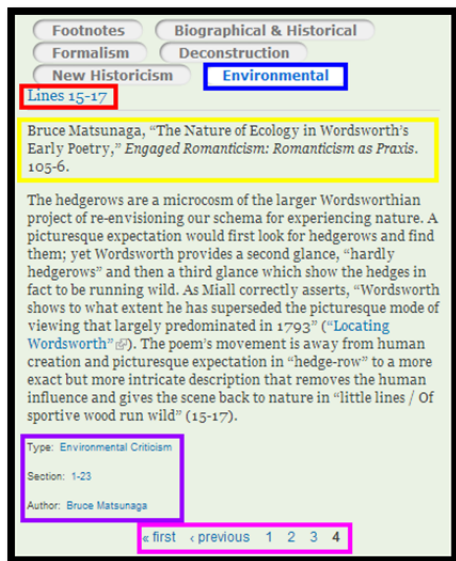 Footnotes Biographical & Historical
Formalism Deconstruction
New Historicism Environmental
Lines 15-17
Bruce Matsunaga, “The Nature of Ecology in Wordsworth’s
Early Poetry,” Engaged Romanticism: Romanticism as Praxis.
105-6.
The hedgerows are a microcosm of the larger Wordsworthian
project of re-envisioning our schema for experiencing nature. A
picturesque expectation would first look for hedgerows and find
them; yet Wordsworth provides a second glance, “hardly
hedgerows” and then a third glance which show the hedges in
fact to be running wild. As Miall correctly asserts, “Wordsworth
shows to what extent he has superseded the picturesque mode of
viewing that largely predominated in 1793” (“Locating
Wordsworth”). The poem’s movement is away from human
creation and picturesque expectation in “hedge-row” to a more
exact but more intricate description that removes the human
influence and gives the scene back to nature in “little lines / Of
sportive wood run wild” (15-17).
Type: Environmental Criticism
Section: 1-23
Author: Bruce Matsunaga
« first ‹ previous 1 2 3 4